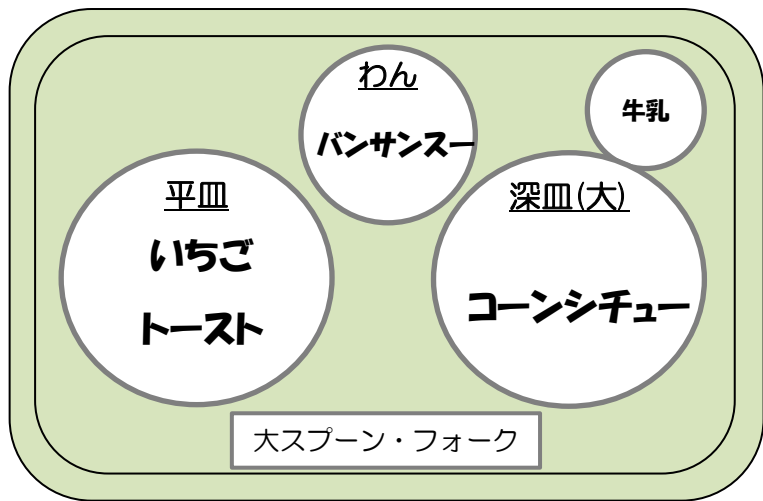 わん
バンサンスー
牛乳
平皿
いちご
トースト
深皿(大)
コーンシチュー
大スプーン・フォーク